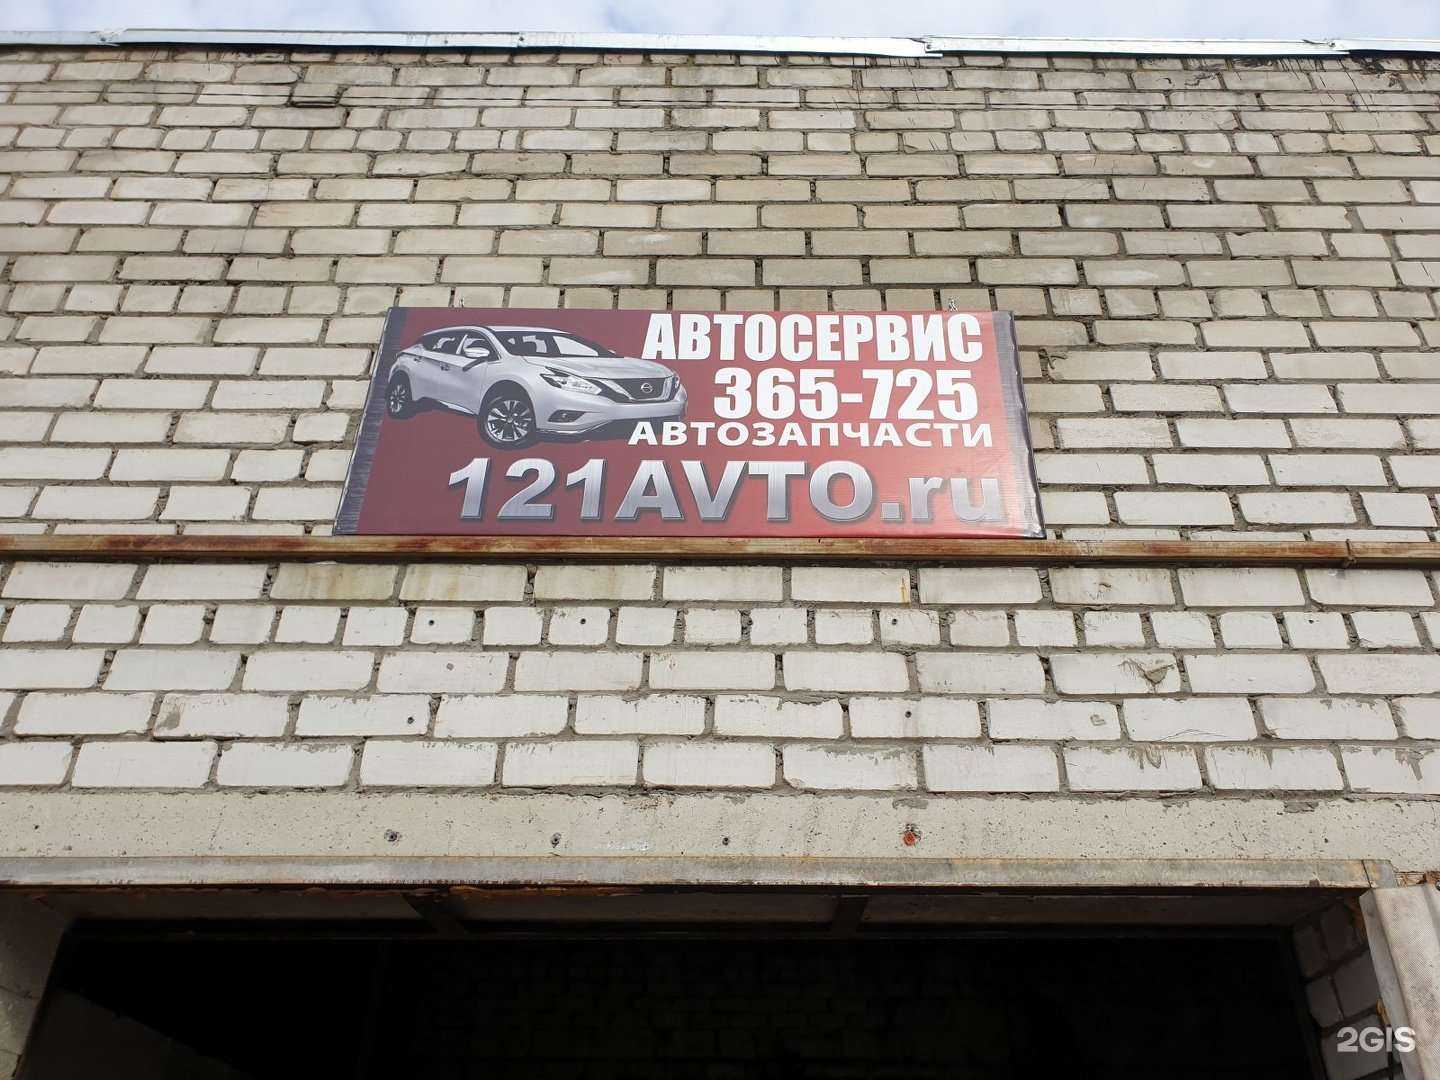 АВТОСЕРВИС
365-725
АВТОЗАПЧАСТИ
121AVTO.ru
2GIS